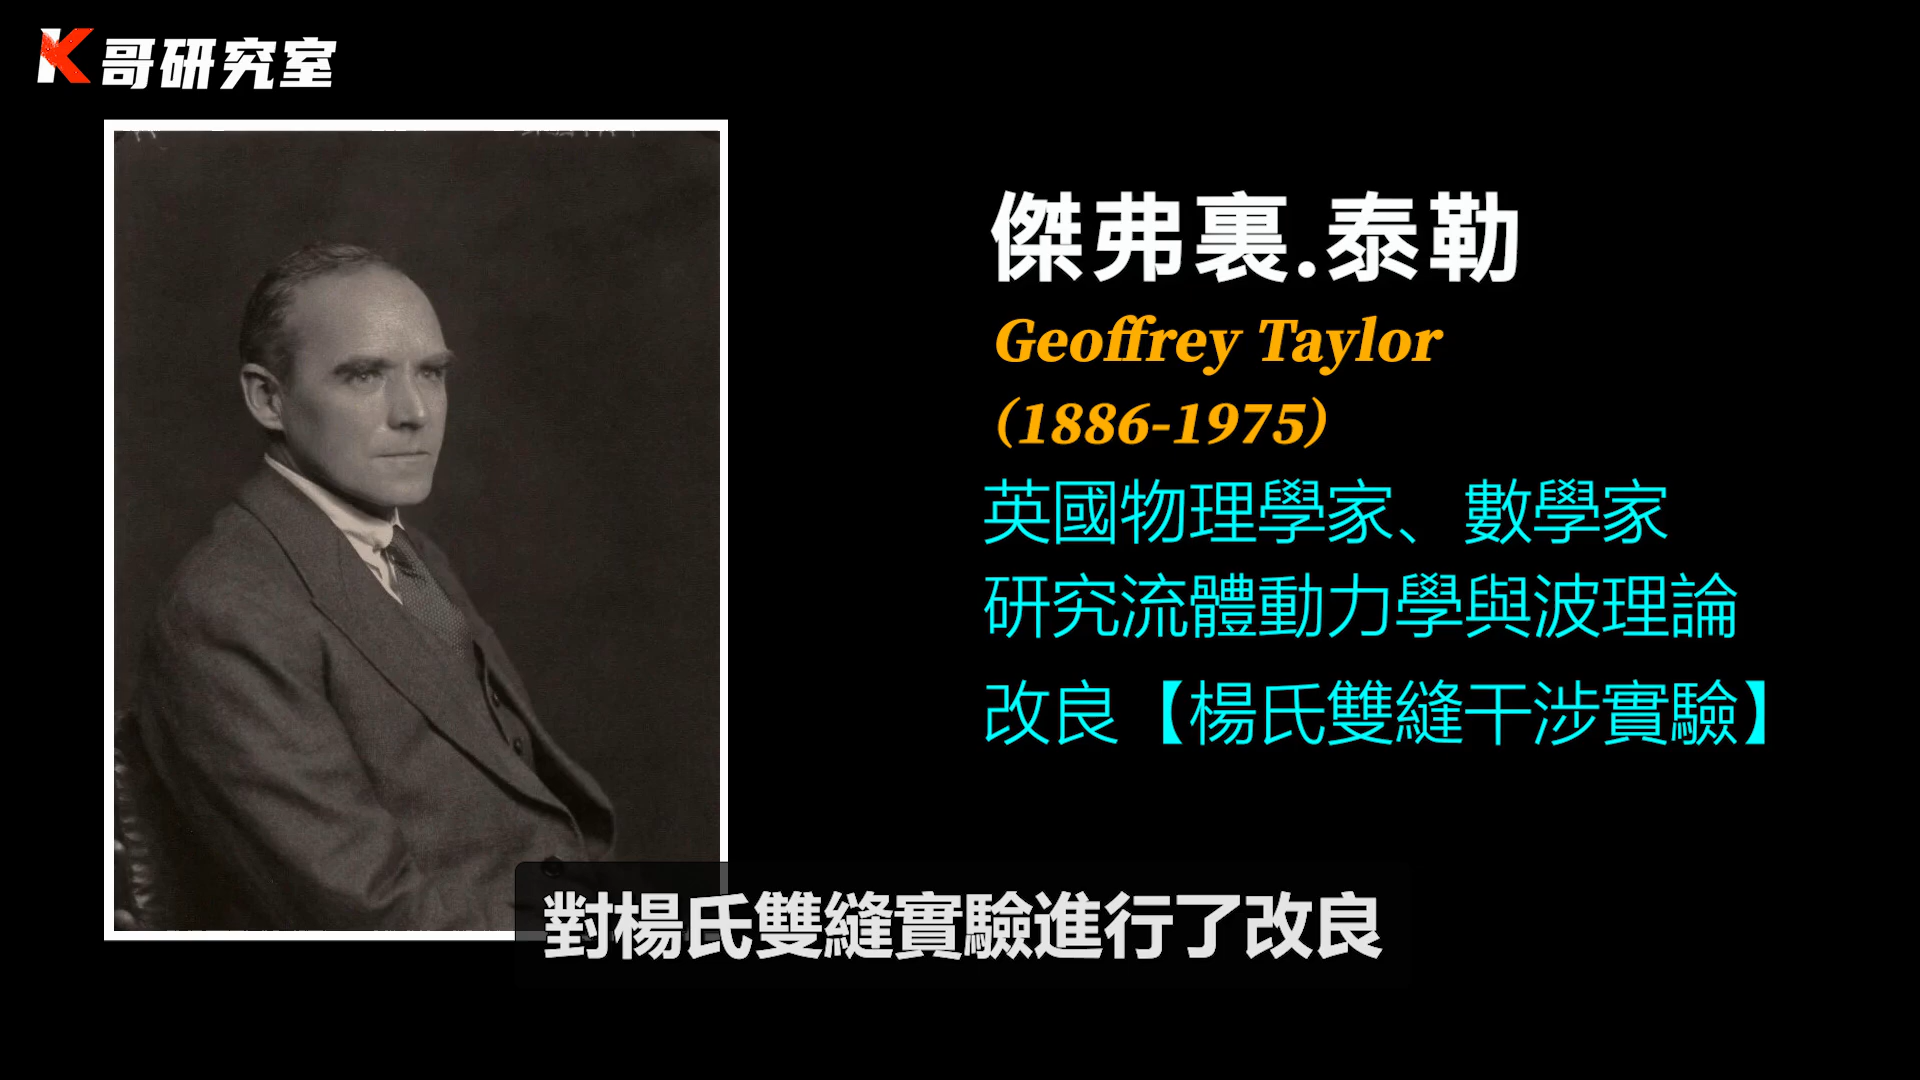 K哥研究室
傑弗裏.泰勒
Geoffrey Taylor
(1886-1975)
英國物理學家、數學家
研究流體動力學與波理論
改良【楊氏雙縫干涉實驗】
對楊氏雙縫實驗進行了改良